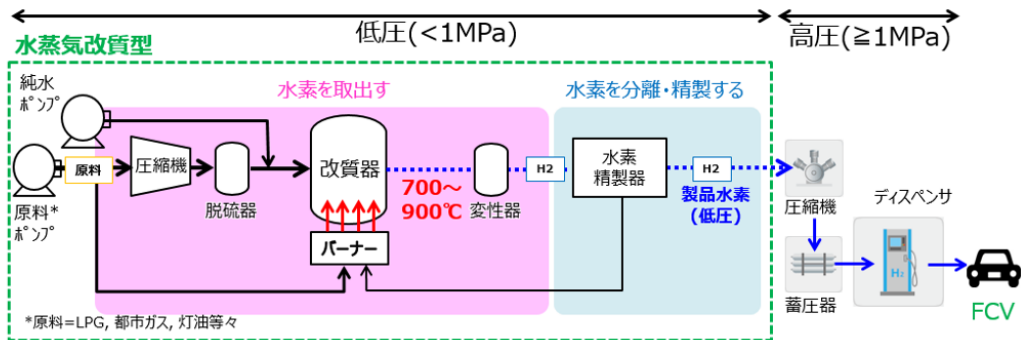 低圧(<1MPa)
高圧(≧1MPa)
水蒸気改質型
純水
ﾎﾟﾝﾌﾟ
水素を取出す
水素を分離・精製する
原料
圧縮機
改質器
H2
水素
精製器
H2
脱硫器
700～
900℃
変性器
製品水素
(低圧)
原料*
ﾎﾟﾝﾌﾟ
バーナー
圧縮機
ディスペンサ
H2
蓄圧器
FCV
*原料=LPG, 都市ガス, 灯油等々